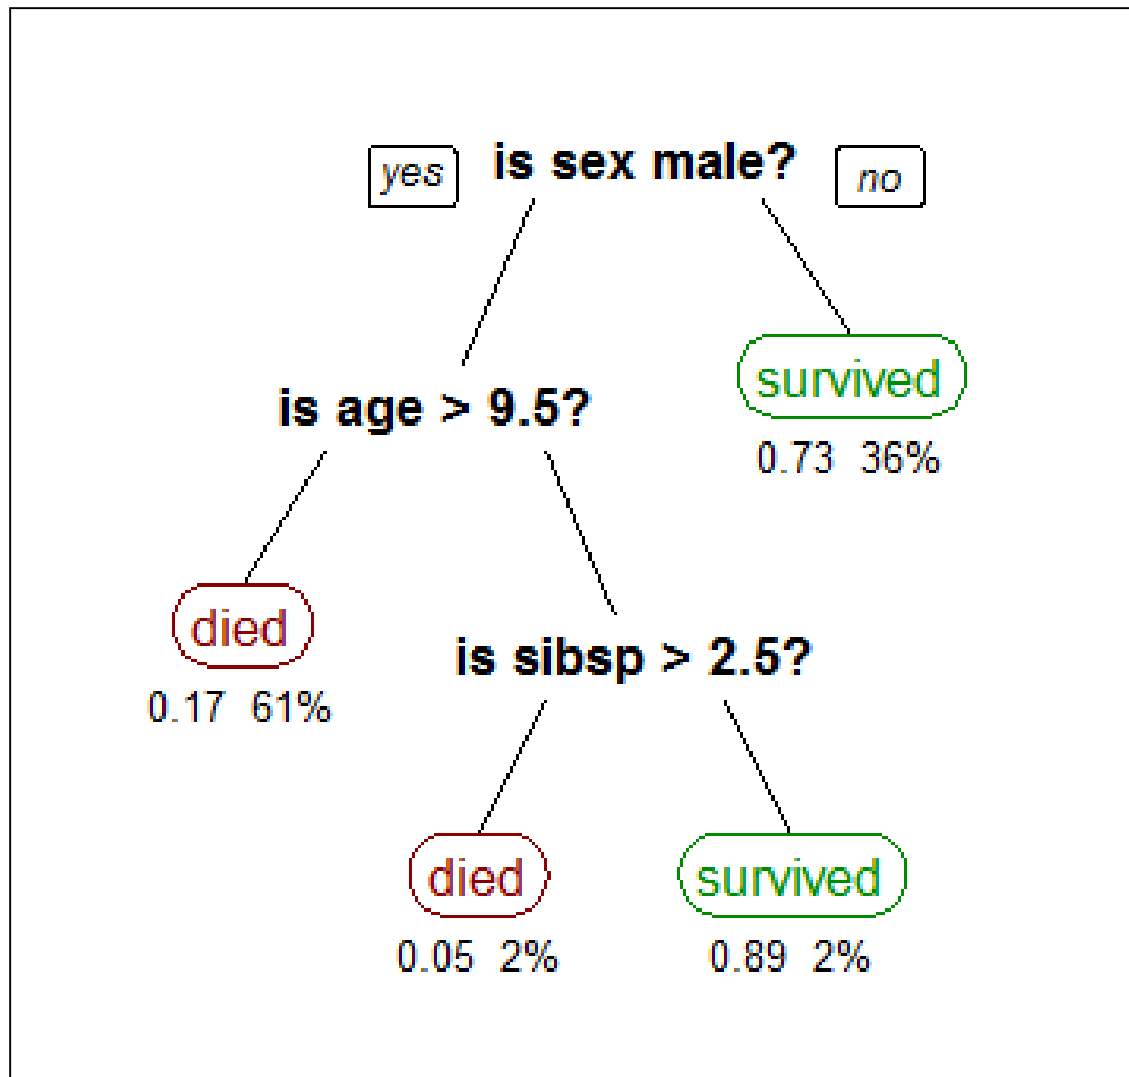 yes is sex male? no
survived
is age > 9.5?
0.73 36%
died
is sibsp > 2.5?
0.17 61%
died survived
0.05 2% 0.89 2%